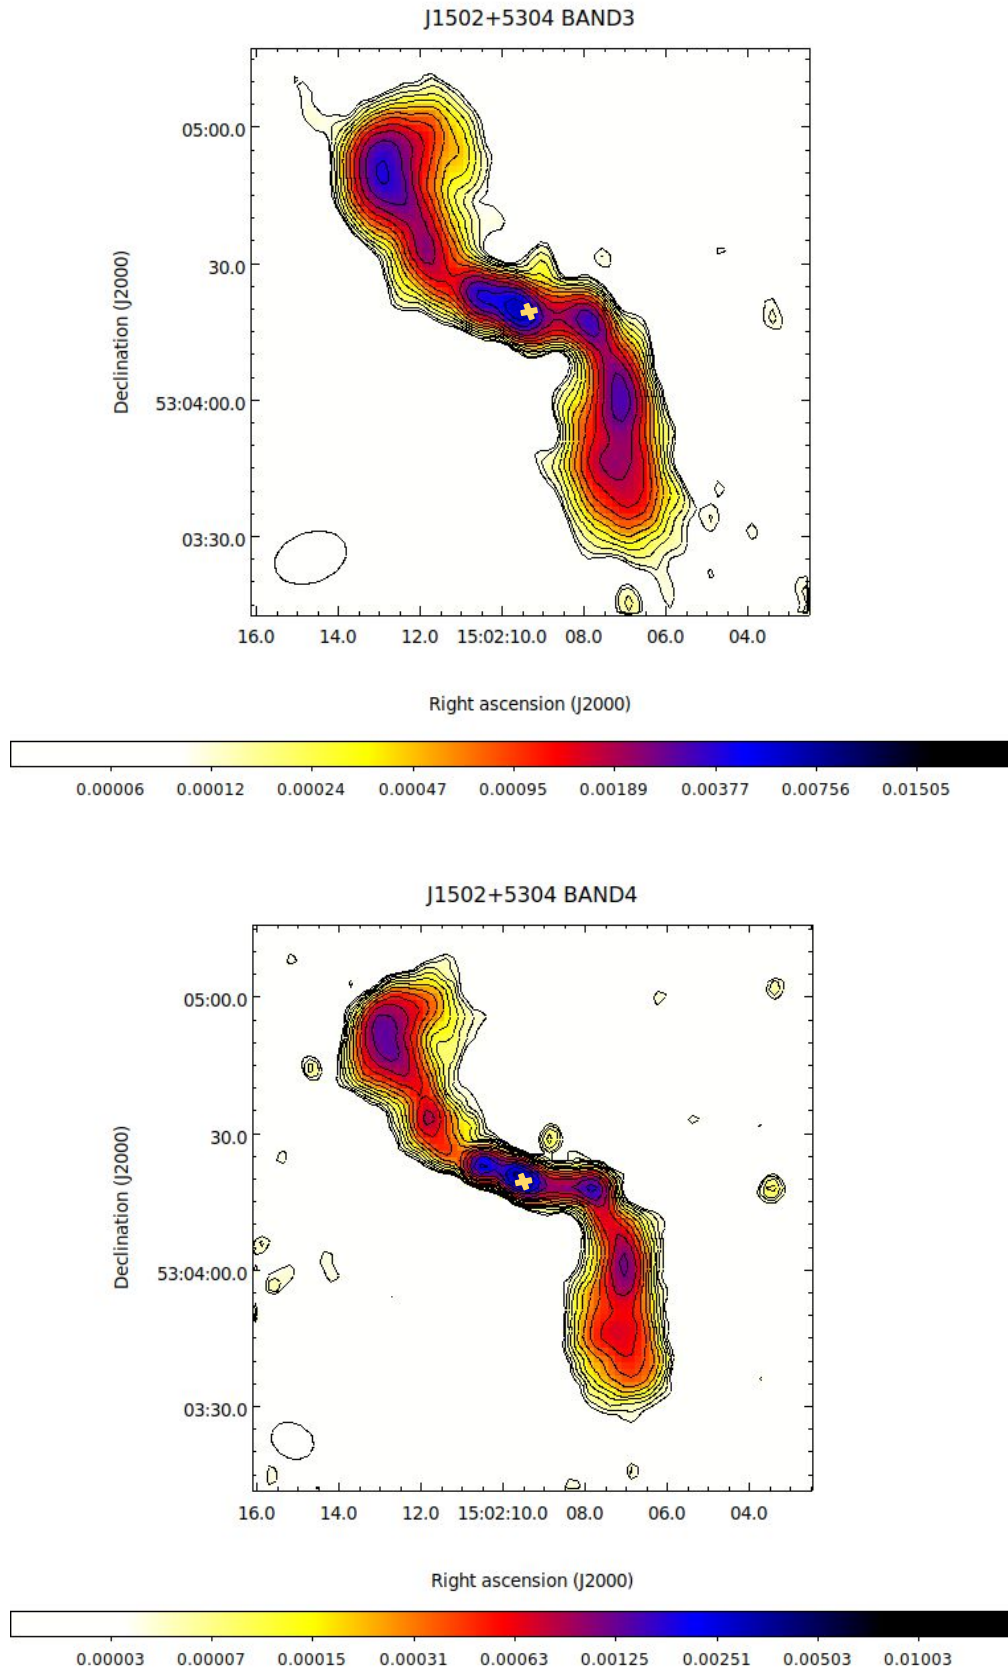 J1502+5304 BAND3
05:00.0
30.0
53:04:00.0
03:30.0
Declination (J2000)
16.0 14.0 12.0 15:02:10.0 08.0 06.0 04.0
Right ascension (J2000)
0.00006 0.00012 0.00024 0.00047 0.00095 0.00189 0.00377 0.00756 0.01505
J1502+5304 BAND4
05:00.0
30.0
53:04:00.0
03:30.0
Declination (J2000)
16.0 14.0 12.0 15:02:10.0 08.0 06.0 04.0
Right ascension (J2000)
0.00003 0.00007 0.00015 0.00031 0.00063 0.00125 0.00251 0.00503 0.01003